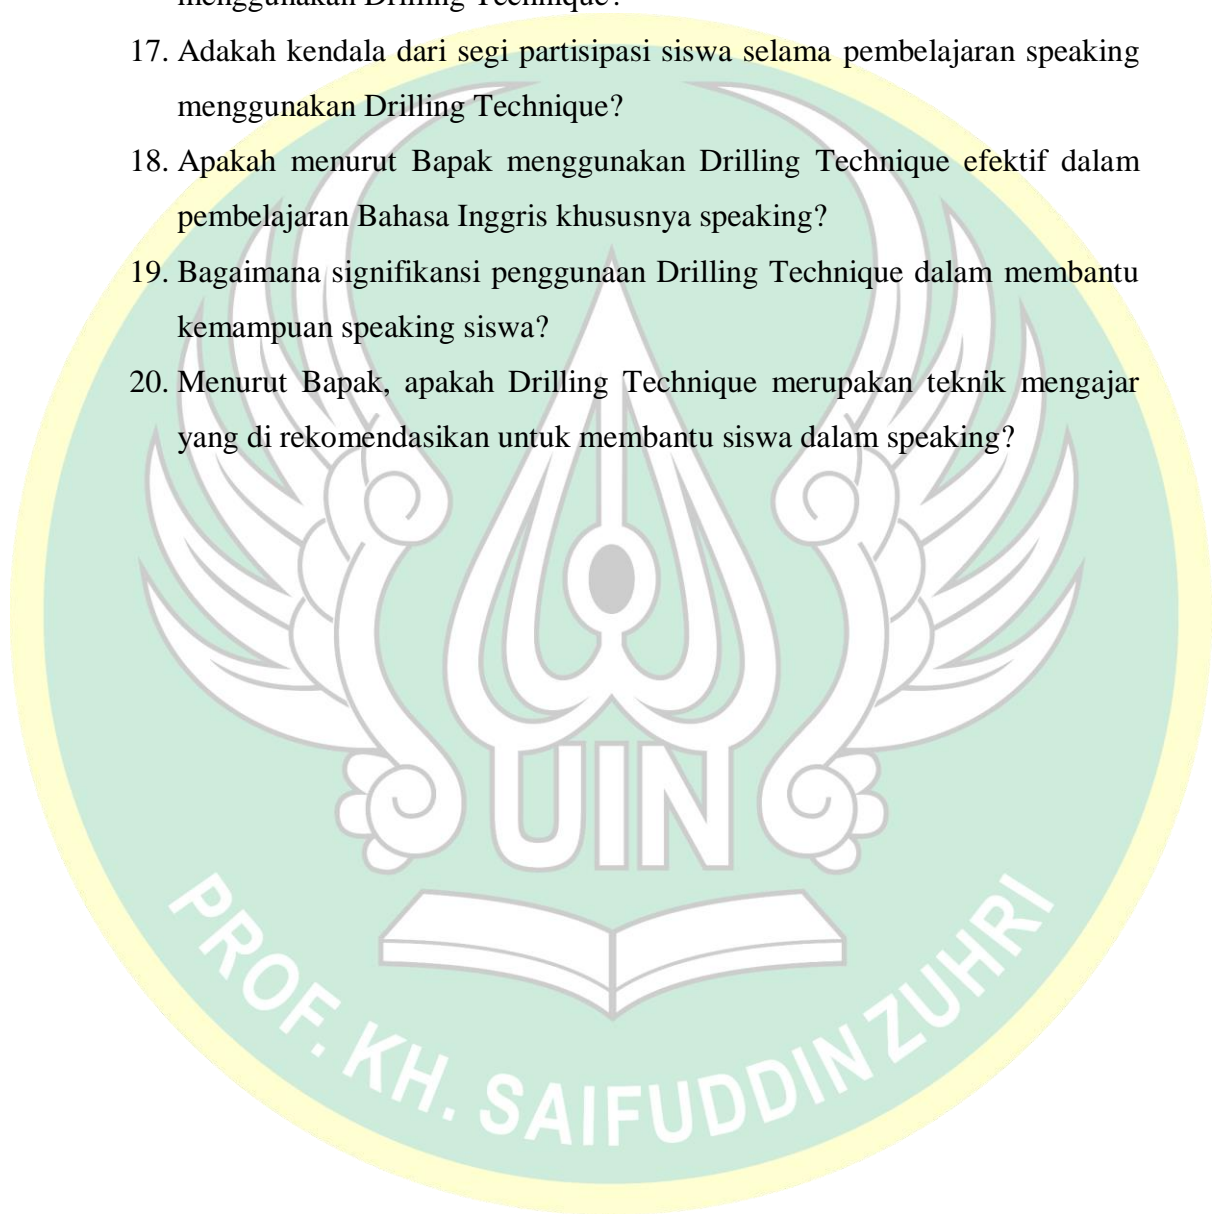 menggunakan Drilling Technique?
17. Adakah kendala dari segi partisipasi siswa selama pembelajaran speaking
menggunakan Drilling Technique?
18. Apakah menurut Bapak menggunakan Drilling Technique efektif dalam
pembelajaran Bahasa Inggris khususnya speaking?
19. Bagaimana signifikansi penggunaan Drilling Technique dalam membantu
kemampuan speaking siswa?
20. Menurut Bapak, apakah Drilling Technique merupakan teknik mengajar
yang di rekomendasikan untuk membantu siswa dalam speaking?
UIN
PROF. KH. SAIFUDDIN ZUHRI